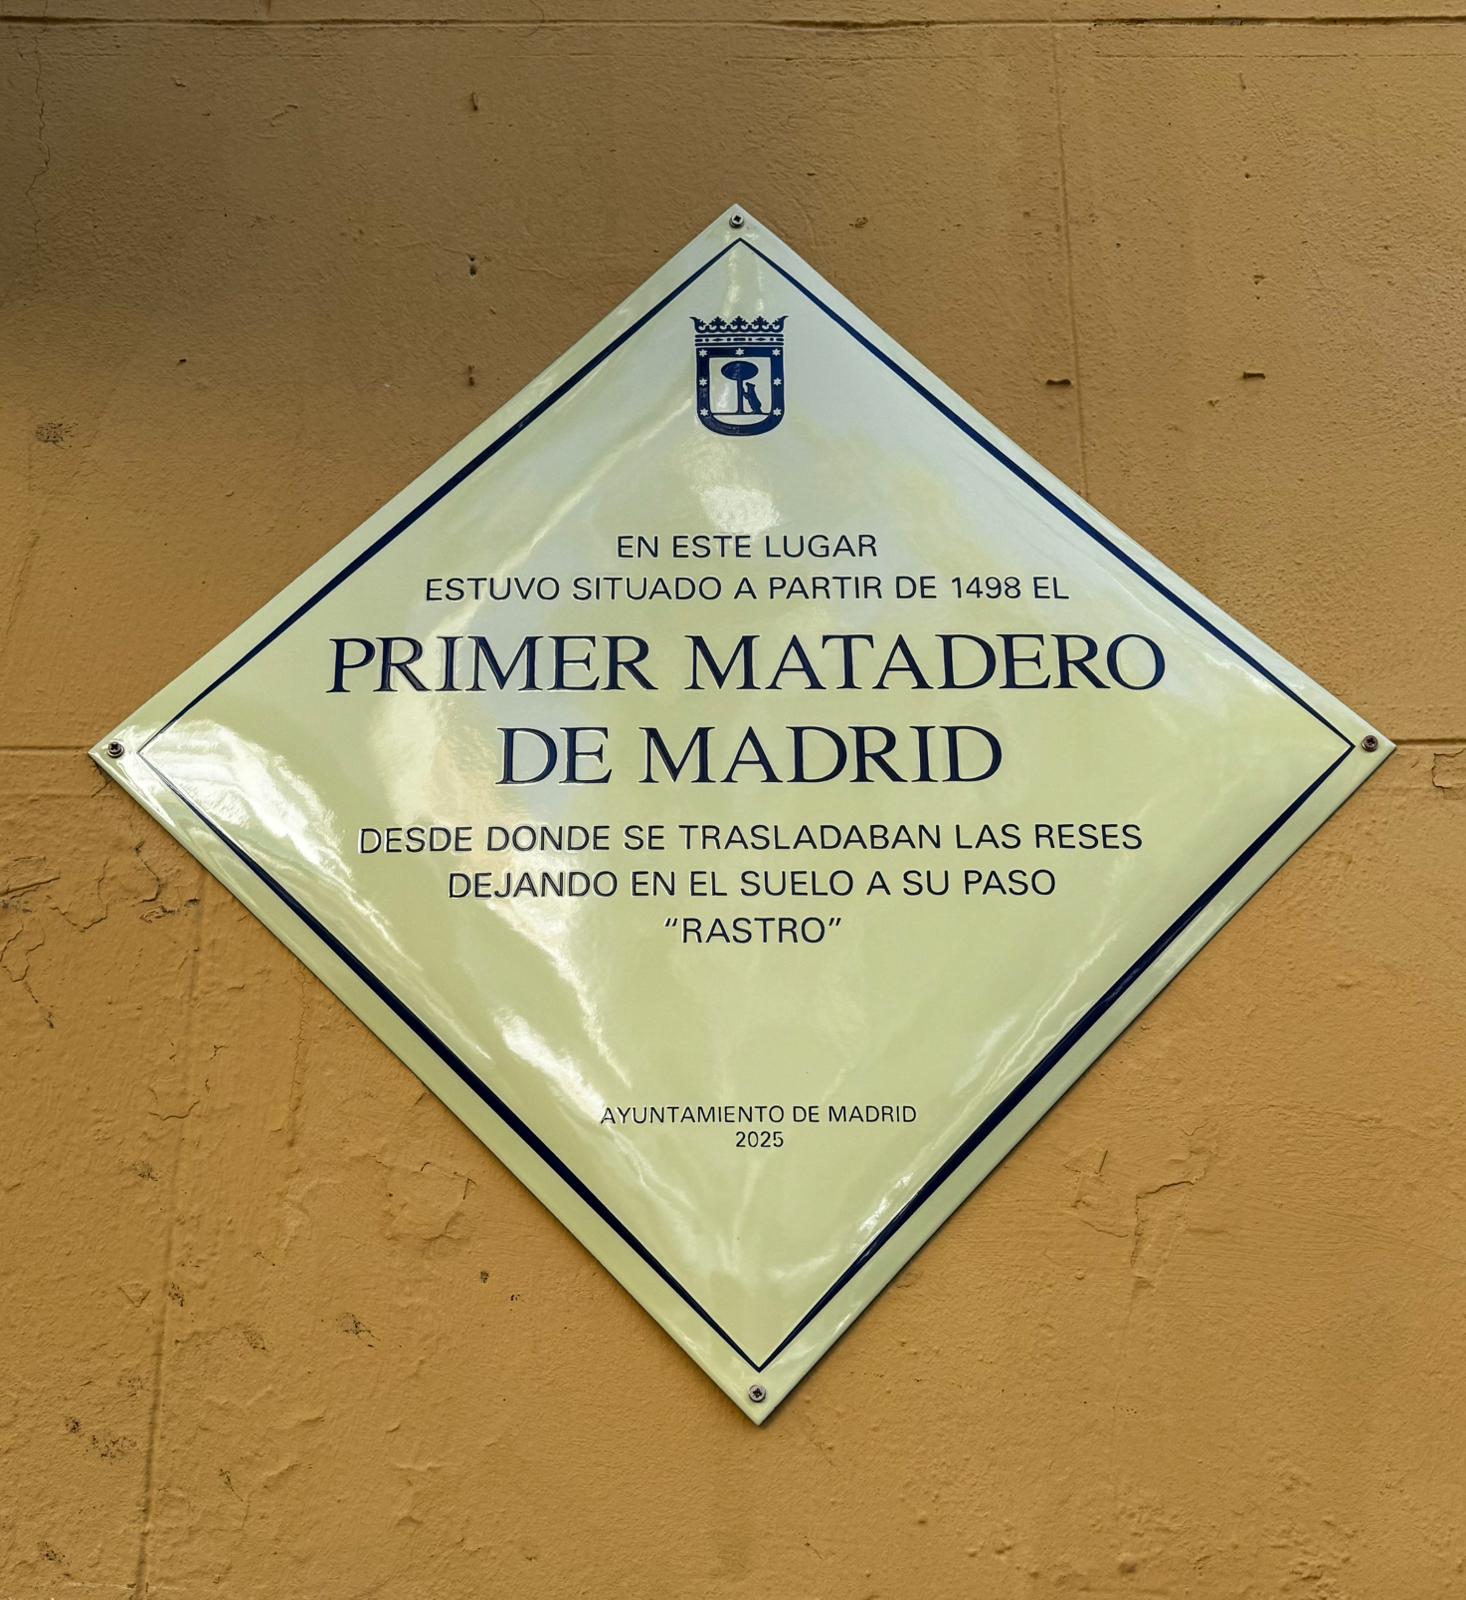 EN ESTE LUGAR
ESTUVO SITUADO A PARTIR DE 1498 EL
PRIMER MATADERO
DE MADRID
DESDE DONDE SE TRASLADABAN LAS RESES
DEJANDO EN EL SUELO A SU PASO
“RASTRO”
AYUNTAMIENTO DE MADRID
2025